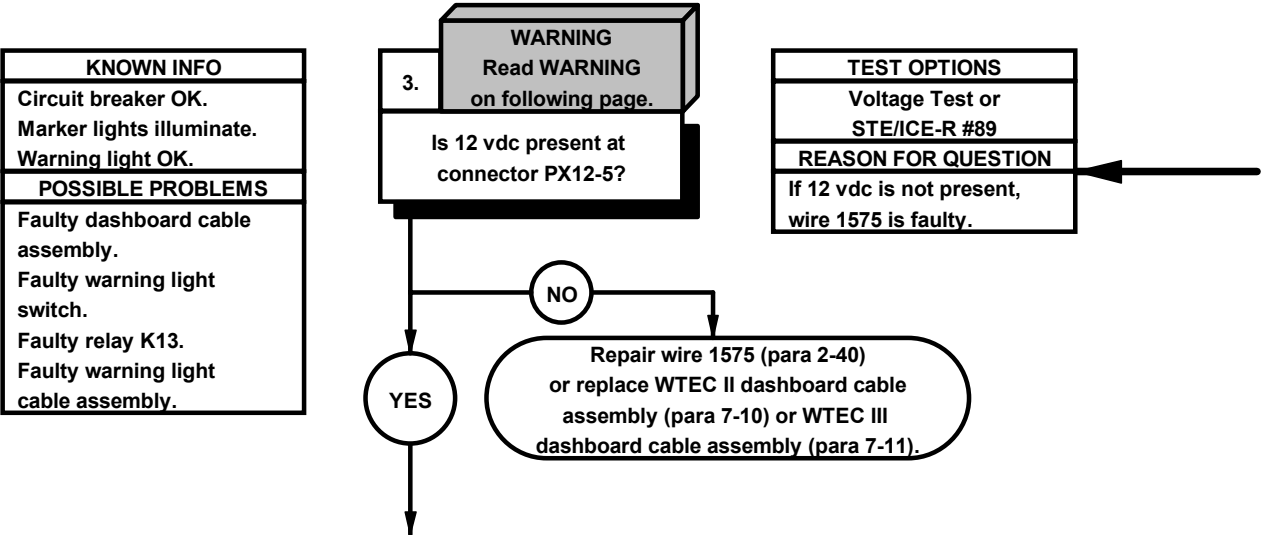 KNOWN INFO
Circuit breaker OK.
Marker lights illuminate.
Warning light OK.
POSSIBLE PROBLEMS
Faulty dashboard cable
assembly.
Faulty warning light
switch.
Faulty relay K13.
Faulty warning light
cable assembly.
WARNING
Read WARNING
on following page.
3.
Is 12 vdc present at
connector PX12-5?
TEST OPTIONS
Voltage Test or
STE/ICE-R #89
REASON FOR QUESTION
If 12 vdc is not present,
wire 1575 is faulty.
NO
YES
Repair wire 1575 (para 2-40)
or replace WTEC II dashboard cable
assembly (para 7-10) or WTEC III
dashboard cable assembly (para 7-11).